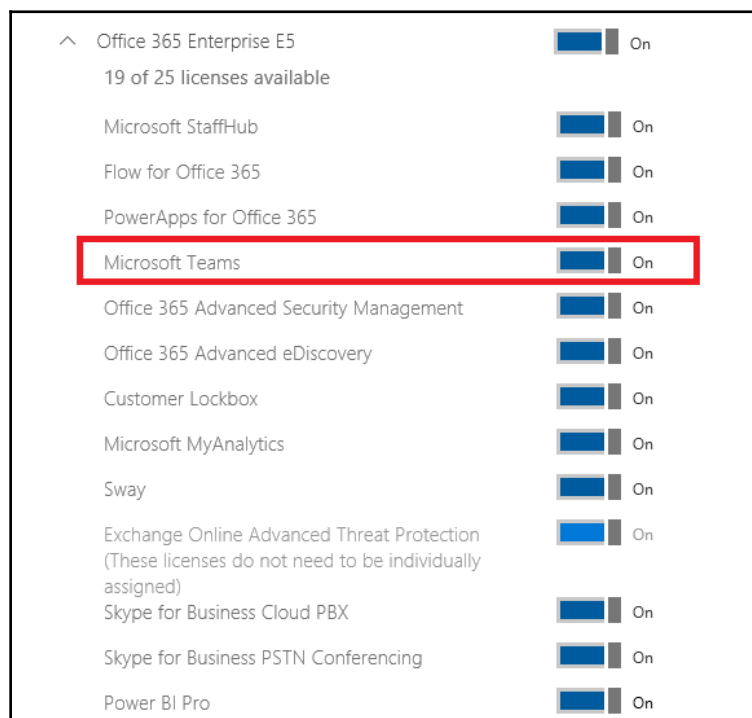 Office 365 Enterprise E5 On
19 of 25 licenses available
Microsoft StaffHub On
Flow for Office 365 On
PowerApps for Office 365 On
Microsoft Teams On
Office 365 Advanced Security Management On
Office 365 Advanced eDiscovery On
Customer Lockbox On
Microsoft MyAnalytics On
Sway On
Exchange Online Advanced Threat Protection On
(These licenses do not need to be individually
assigned)
Skype for Business Cloud PBX On
Skype for Business PSTN Conferencing On
Power BI Pro On